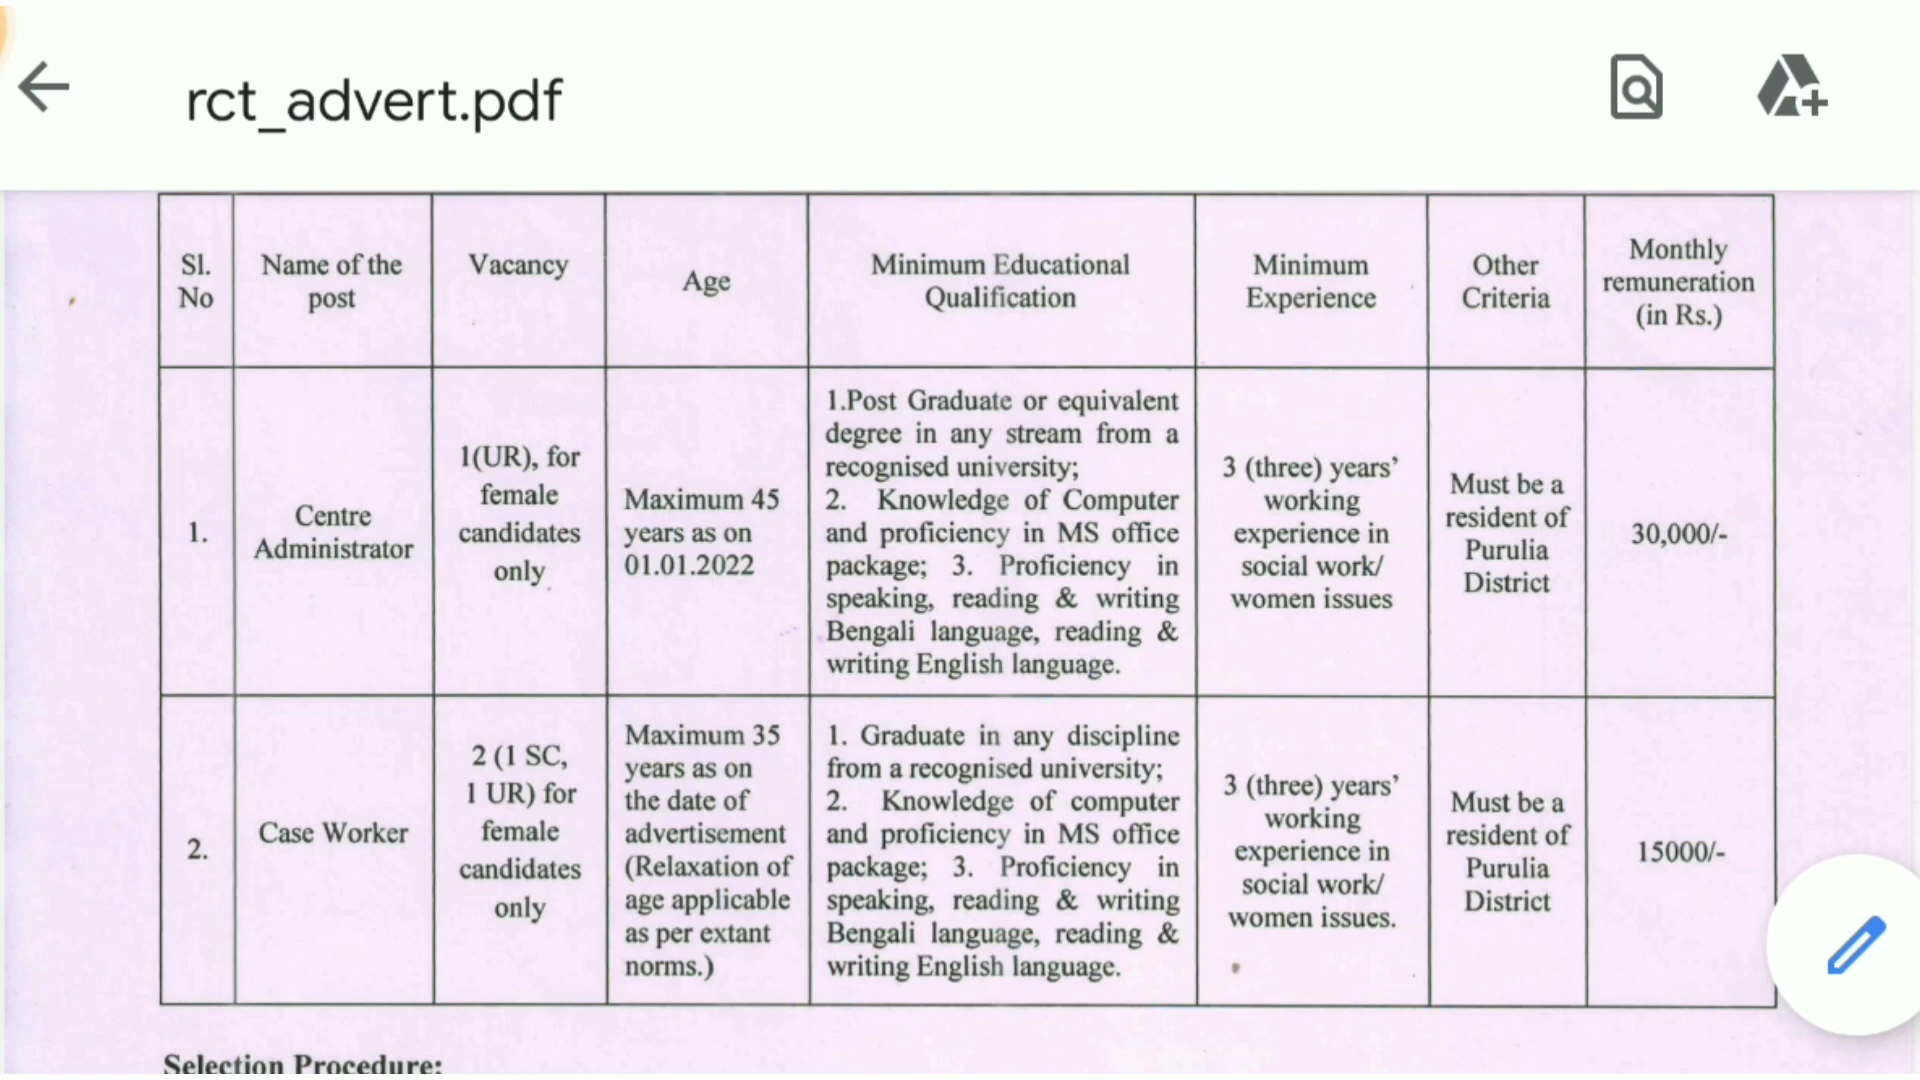 rct_advert.pdf
Sl.
No
Name of the
post
Vacancy
Age
Minimum Educational
Qualification
Minimum
Experience
Other
Criteria
Monthly
remuneration
(in Rs.)
1.
Centre
Administrator
1(UR), for
female
candidates
only
Maximum 45
years as on
01.01.2022
1.Post Graduate or equivalent
degree in any stream from a
recognised university;
2. Knowledge of Computer
and proficiency in MS office
package; 3. Proficiency in
speaking, reading & writing
Bengali language, reading &
writing English language.
3 (three) years’
working
experience in
social work/
women issues
Must be a
resident of
Purulia
District
30,000/-
2.
Case Worker
2 (1 SC,
1 UR) for
female
candidates
only
Maximum 35
years as on
the date of
advertisement
(Relaxation of
age applicable
as per extant
norms.)
1. Graduate in any discipline
from a recognised university;
2. Knowledge of computer
and proficiency in MS office
package; 3. Proficiency in
speaking, reading & writing
Bengali language, reading &
writing English language.
3 (three) years’
working
experience in
social work/
women issues.
Must be a
resident of
Purulia
District
15000/-
Selection Procedure: